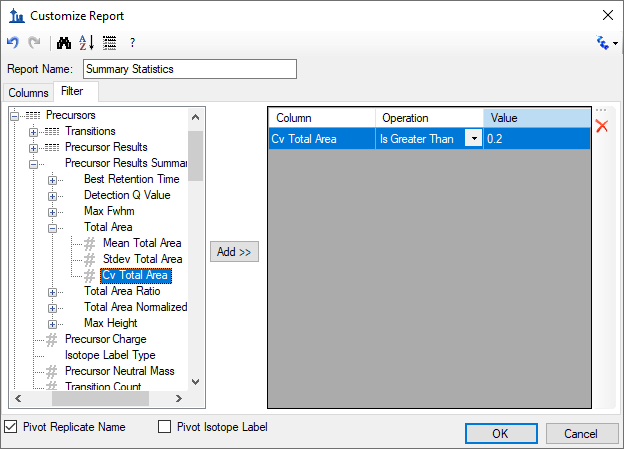 Customize Report
A Z ?
Report Name: Summary Statistics
Columns Filter
Precursors
Transitions
Precursor Results
Precursor Results Summa
Best Retention Time
Detection Q Value
Max Fwhm
Total Area
# Mean Total Area
# Stdev Total Area
# Cv Total Area
Total Area Ratio
Total Area Normalized
Max Height
# Precursor Charge
Isotope Label Type
# Precursor Neutral Mass
# Transition Count
Add >>
Column Operation Value
Cv Total Area Is Greater Than 0.2
Pivot Replicate Name Pivot Isotope Label
OK Cancel